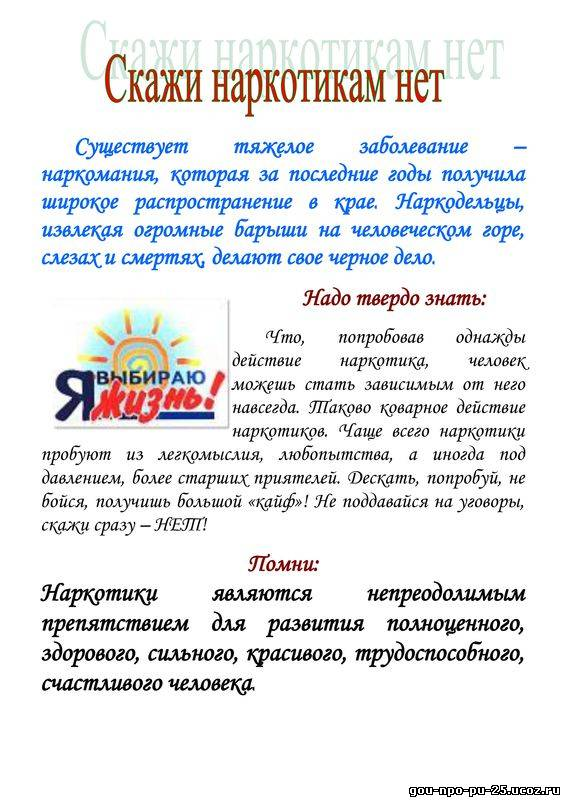 Скажи наркотикам нет
Существует тяжелое заболевание –
наркомания, которая за последние годы получила
широкое распространение в крае. Наркодельцы,
извлекая огромные барыши на человеческом горе,
слезах и смертях, делают свое черное дело.
Надо твердо знать:
Я ВЫБИРАЮ
жизнь!
Что, попробовав однажды
действие наркотика, человек
можешь стать зависимым от него
навсегда. Таково коварное действие
наркотиков. Чаще всего наркотики
пробуют из легкомыслия, любопытства, а иногда под
давлением, более старших приятелей. Дескать, попробуй, не
бойся, получишь большой «кайф»! Не поддавайся на уговоры,
скажи сразу – НЕТ!
Помни:
Наркотики являются непреодолимым
препятствием для развития полноценного,
здорового, сильного, красивого, трудоспособного,
счастливого человека.
gou-npo-pu-25.ucoz.ru